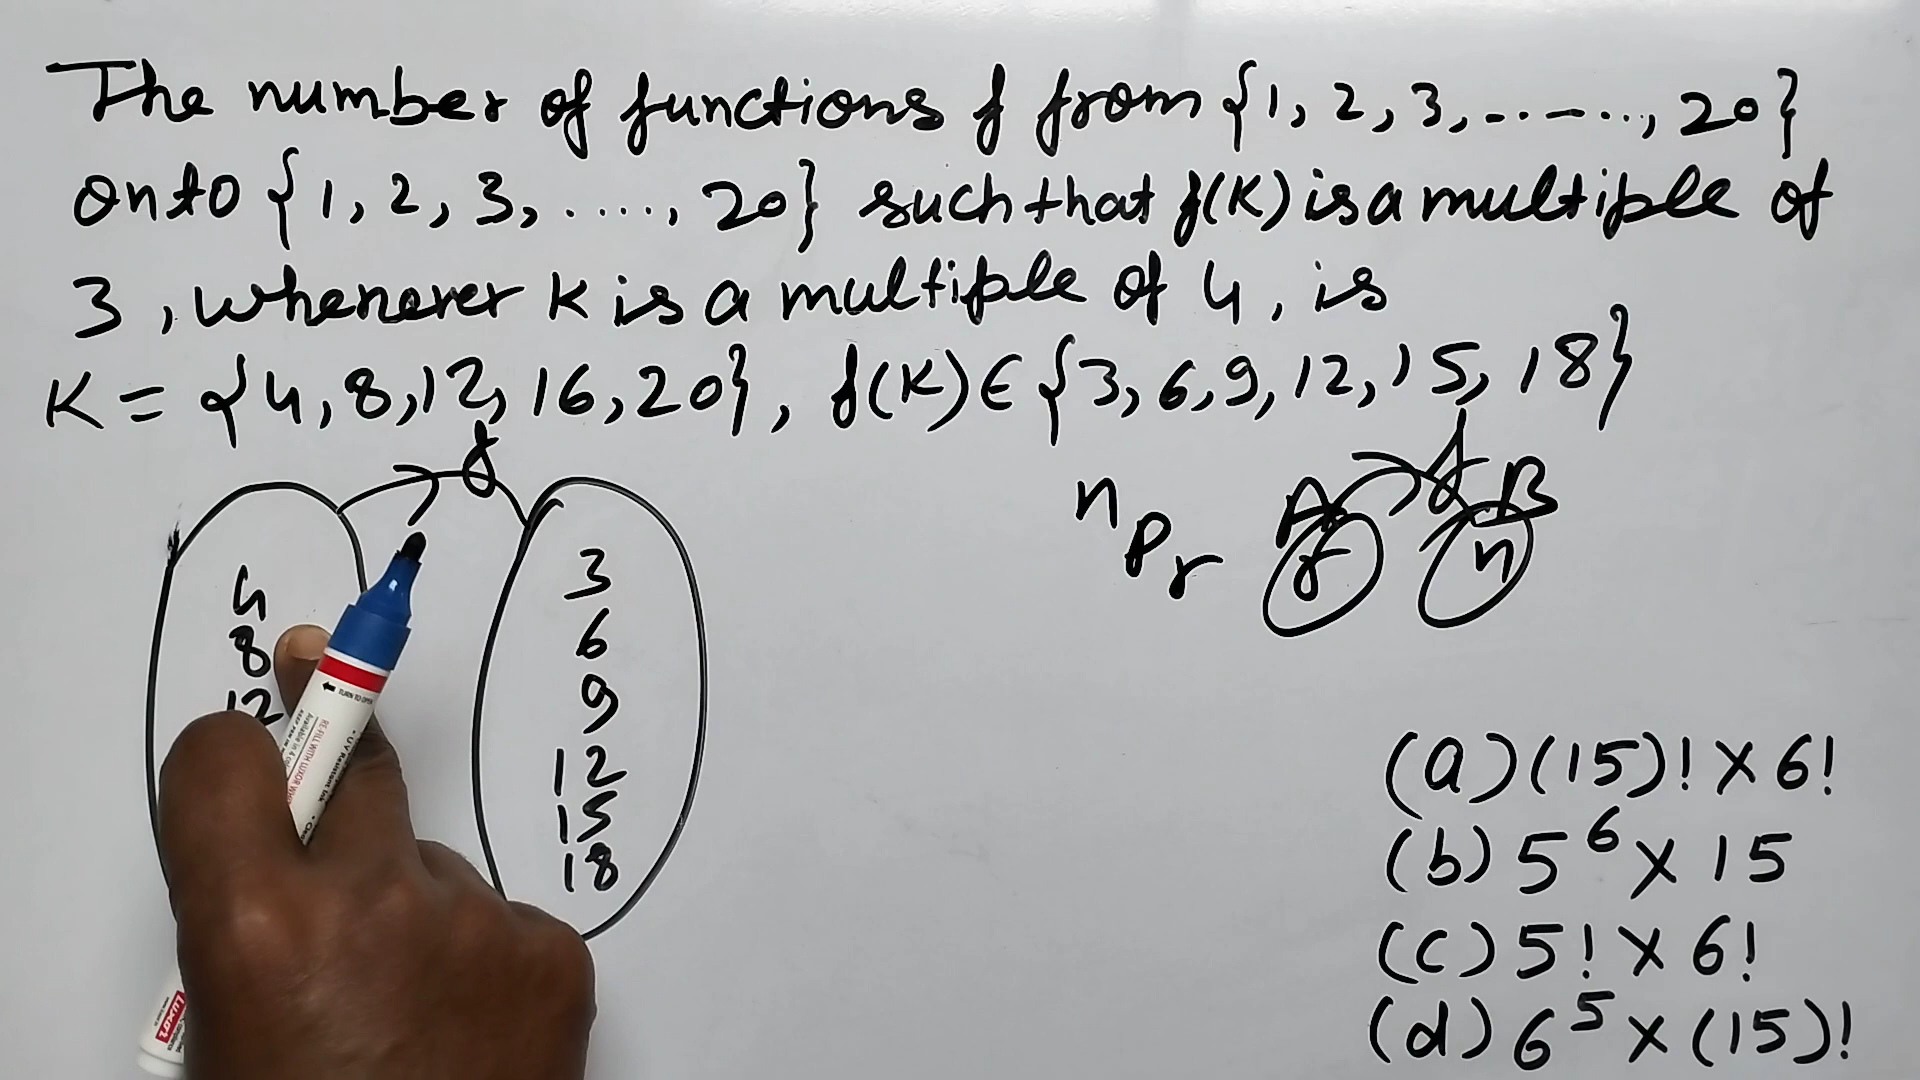 The number of functions f from {1, 2, 3, ......., 20}
onto {1, 2, 3, ....., 20} such that f(K) is a multiple of
3, whenever K is a multiple of 4, is
K = {4, 8, 12, 16, 20}, f(K) ∈ {3, 6, 9, 12, 15, 18}
f
4
8
12
3
6
9
12
15
18
nPr
A f B
r n
(a) (15)! X 6!
(b) 5^6 X 15
(c) 5! X 6!
(d) 6^5 X (15)!
LUXOR